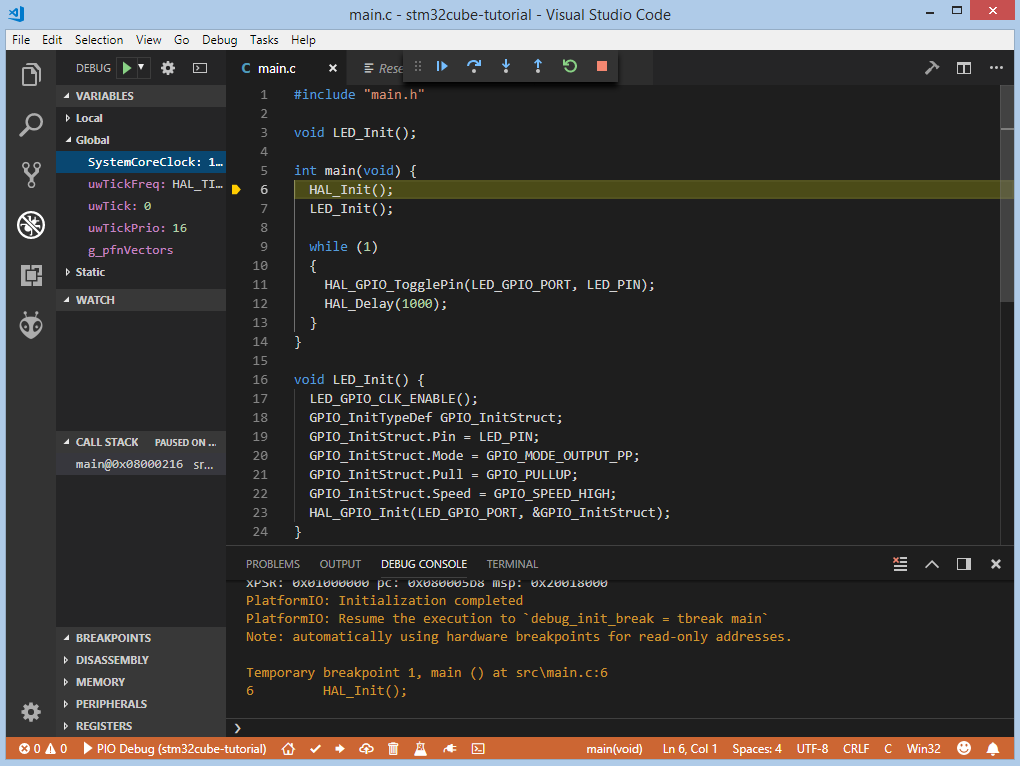 main.c - stm32cube-tutorial - Visual Studio Code
File Edit Selection View Go Debug Tasks Help
DEBUG
VARIABLES
Local
Global
SystemCoreClock: 1…
uwTickFreq: HAL_TI…
uwTick: 0
uwTickPrio: 16
g_pfnVectors
Static
WATCH
CALL STACK PAUSED ON …
main@0x08000216 sr…
BREAKPOINTS
DISASSEMBLY
MEMORY
PERIPHERALS
REGISTERS
C main.c Rese
1 #include "main.h"
2
3 void LED_Init();
4
5 int main(void) {
6 HAL_Init();
7 LED_Init();
8
9 while (1)
10 {
11 HAL_GPIO_TogglePin(LED_GPIO_PORT, LED_PIN);
12 HAL_Delay(1000);
13 }
14 }
15
16 void LED_Init() {
17 LED_GPIO_CLK_ENABLE();
18 GPIO_InitTypeDef GPIO_InitStruct;
19 GPIO_InitStruct.Pin = LED_PIN;
20 GPIO_InitStruct.Mode = GPIO_MODE_OUTPUT_PP;
21 GPIO_InitStruct.Pull = GPIO_PULLUP;
22 GPIO_InitStruct.Speed = GPIO_SPEED_HIGH;
23 HAL_GPIO_Init(LED_GPIO_PORT, &GPIO_InitStruct);
24 }
PROBLEMS OUTPUT DEBUG CONSOLE TERMINAL
xPSR: 0x01000000 pc: 0x080005b8 msp: 0x20018000
PlatformIO: Initialization completed
PlatformIO: Resume the execution to `debug_init_break = tbreak main`
Note: automatically using hardware breakpoints for read-only addresses.
Temporary breakpoint 1, main () at src\main.c:6
6 HAL_Init();
0 0 PIO Debug (stm32cube-tutorial) main(void) Ln 6, Col 1 Spaces: 4 UTF-8 CRLF C Win32